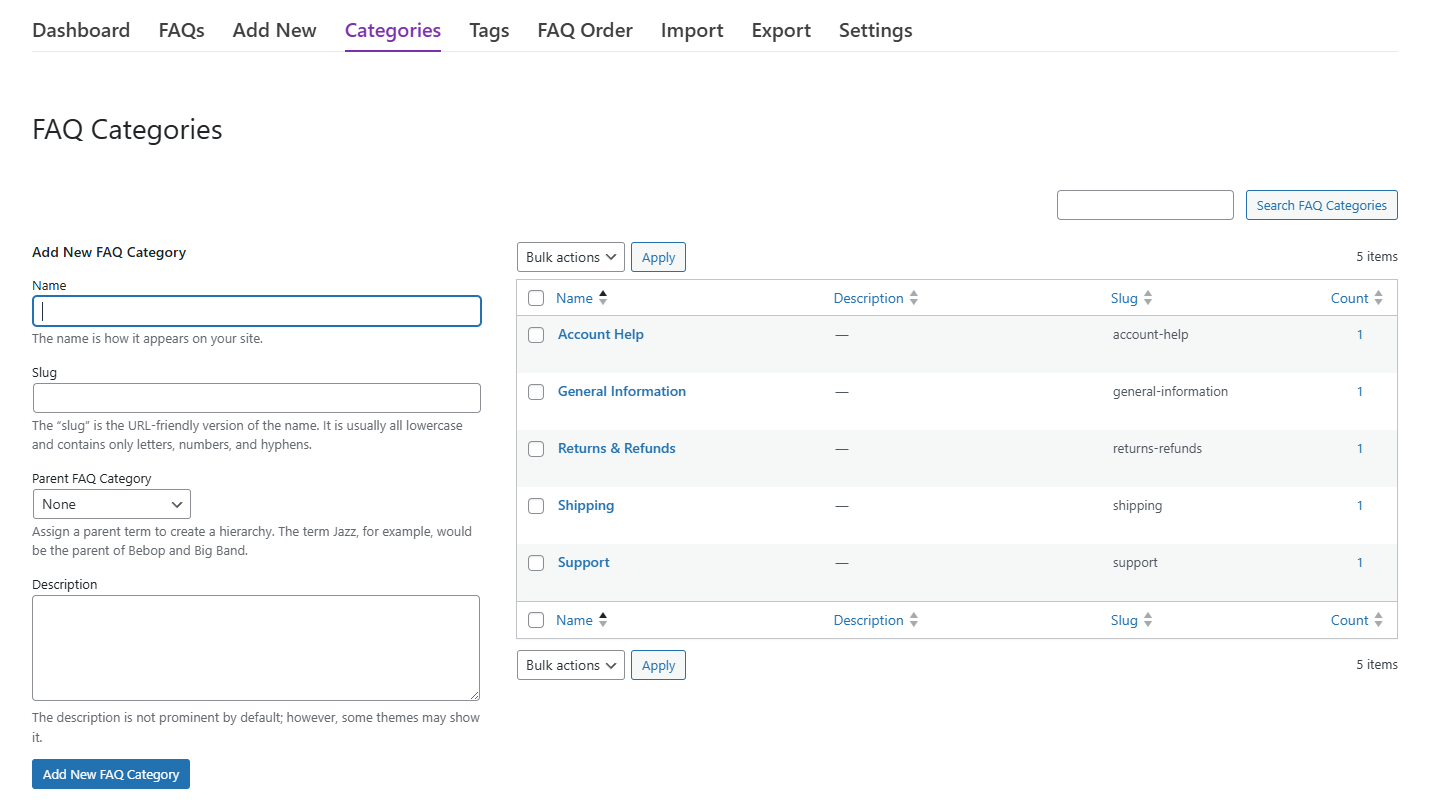 Dashboard FAQs Add New Categories Tags FAQ Order Import Export Settings
FAQ Categories
Search FAQ Categories
Add New FAQ Category
Name
The name is how it appears on your site.
Slug
The “slug” is the URL-friendly version of the name. It is usually all lowercase
and contains only letters, numbers, and hyphens.
Parent FAQ Category
None
Assign a parent term to create a hierarchy. The term Jazz, for example, would
be the parent of Bebop and Big Band.
Description
The description is not prominent by default; however, some themes may show
it.
Add New FAQ Category
Bulk actions Apply 5 items
Name Description Slug Count
Account Help — account-help 1
General Information — general-information 1
Returns & Refunds — returns-refunds 1
Shipping — shipping 1
Support — support 1
Name Description Slug Count
Bulk actions Apply 5 items